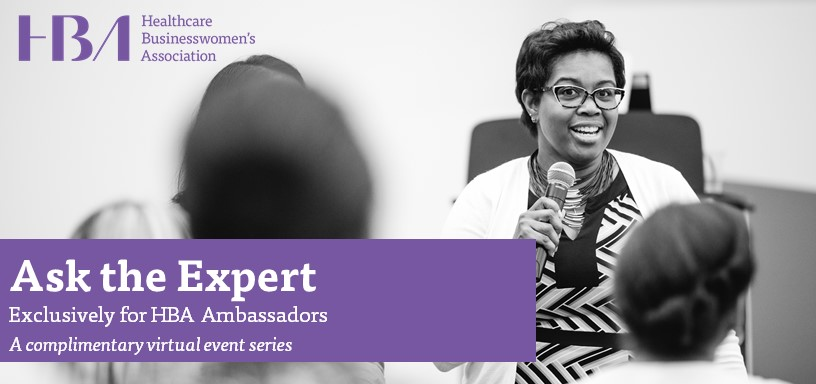 HBA
Healthcare
Businesswomen's
Association
Ask the Expert
Exclusively for HBA Ambassadors
A complimentary virtual event series